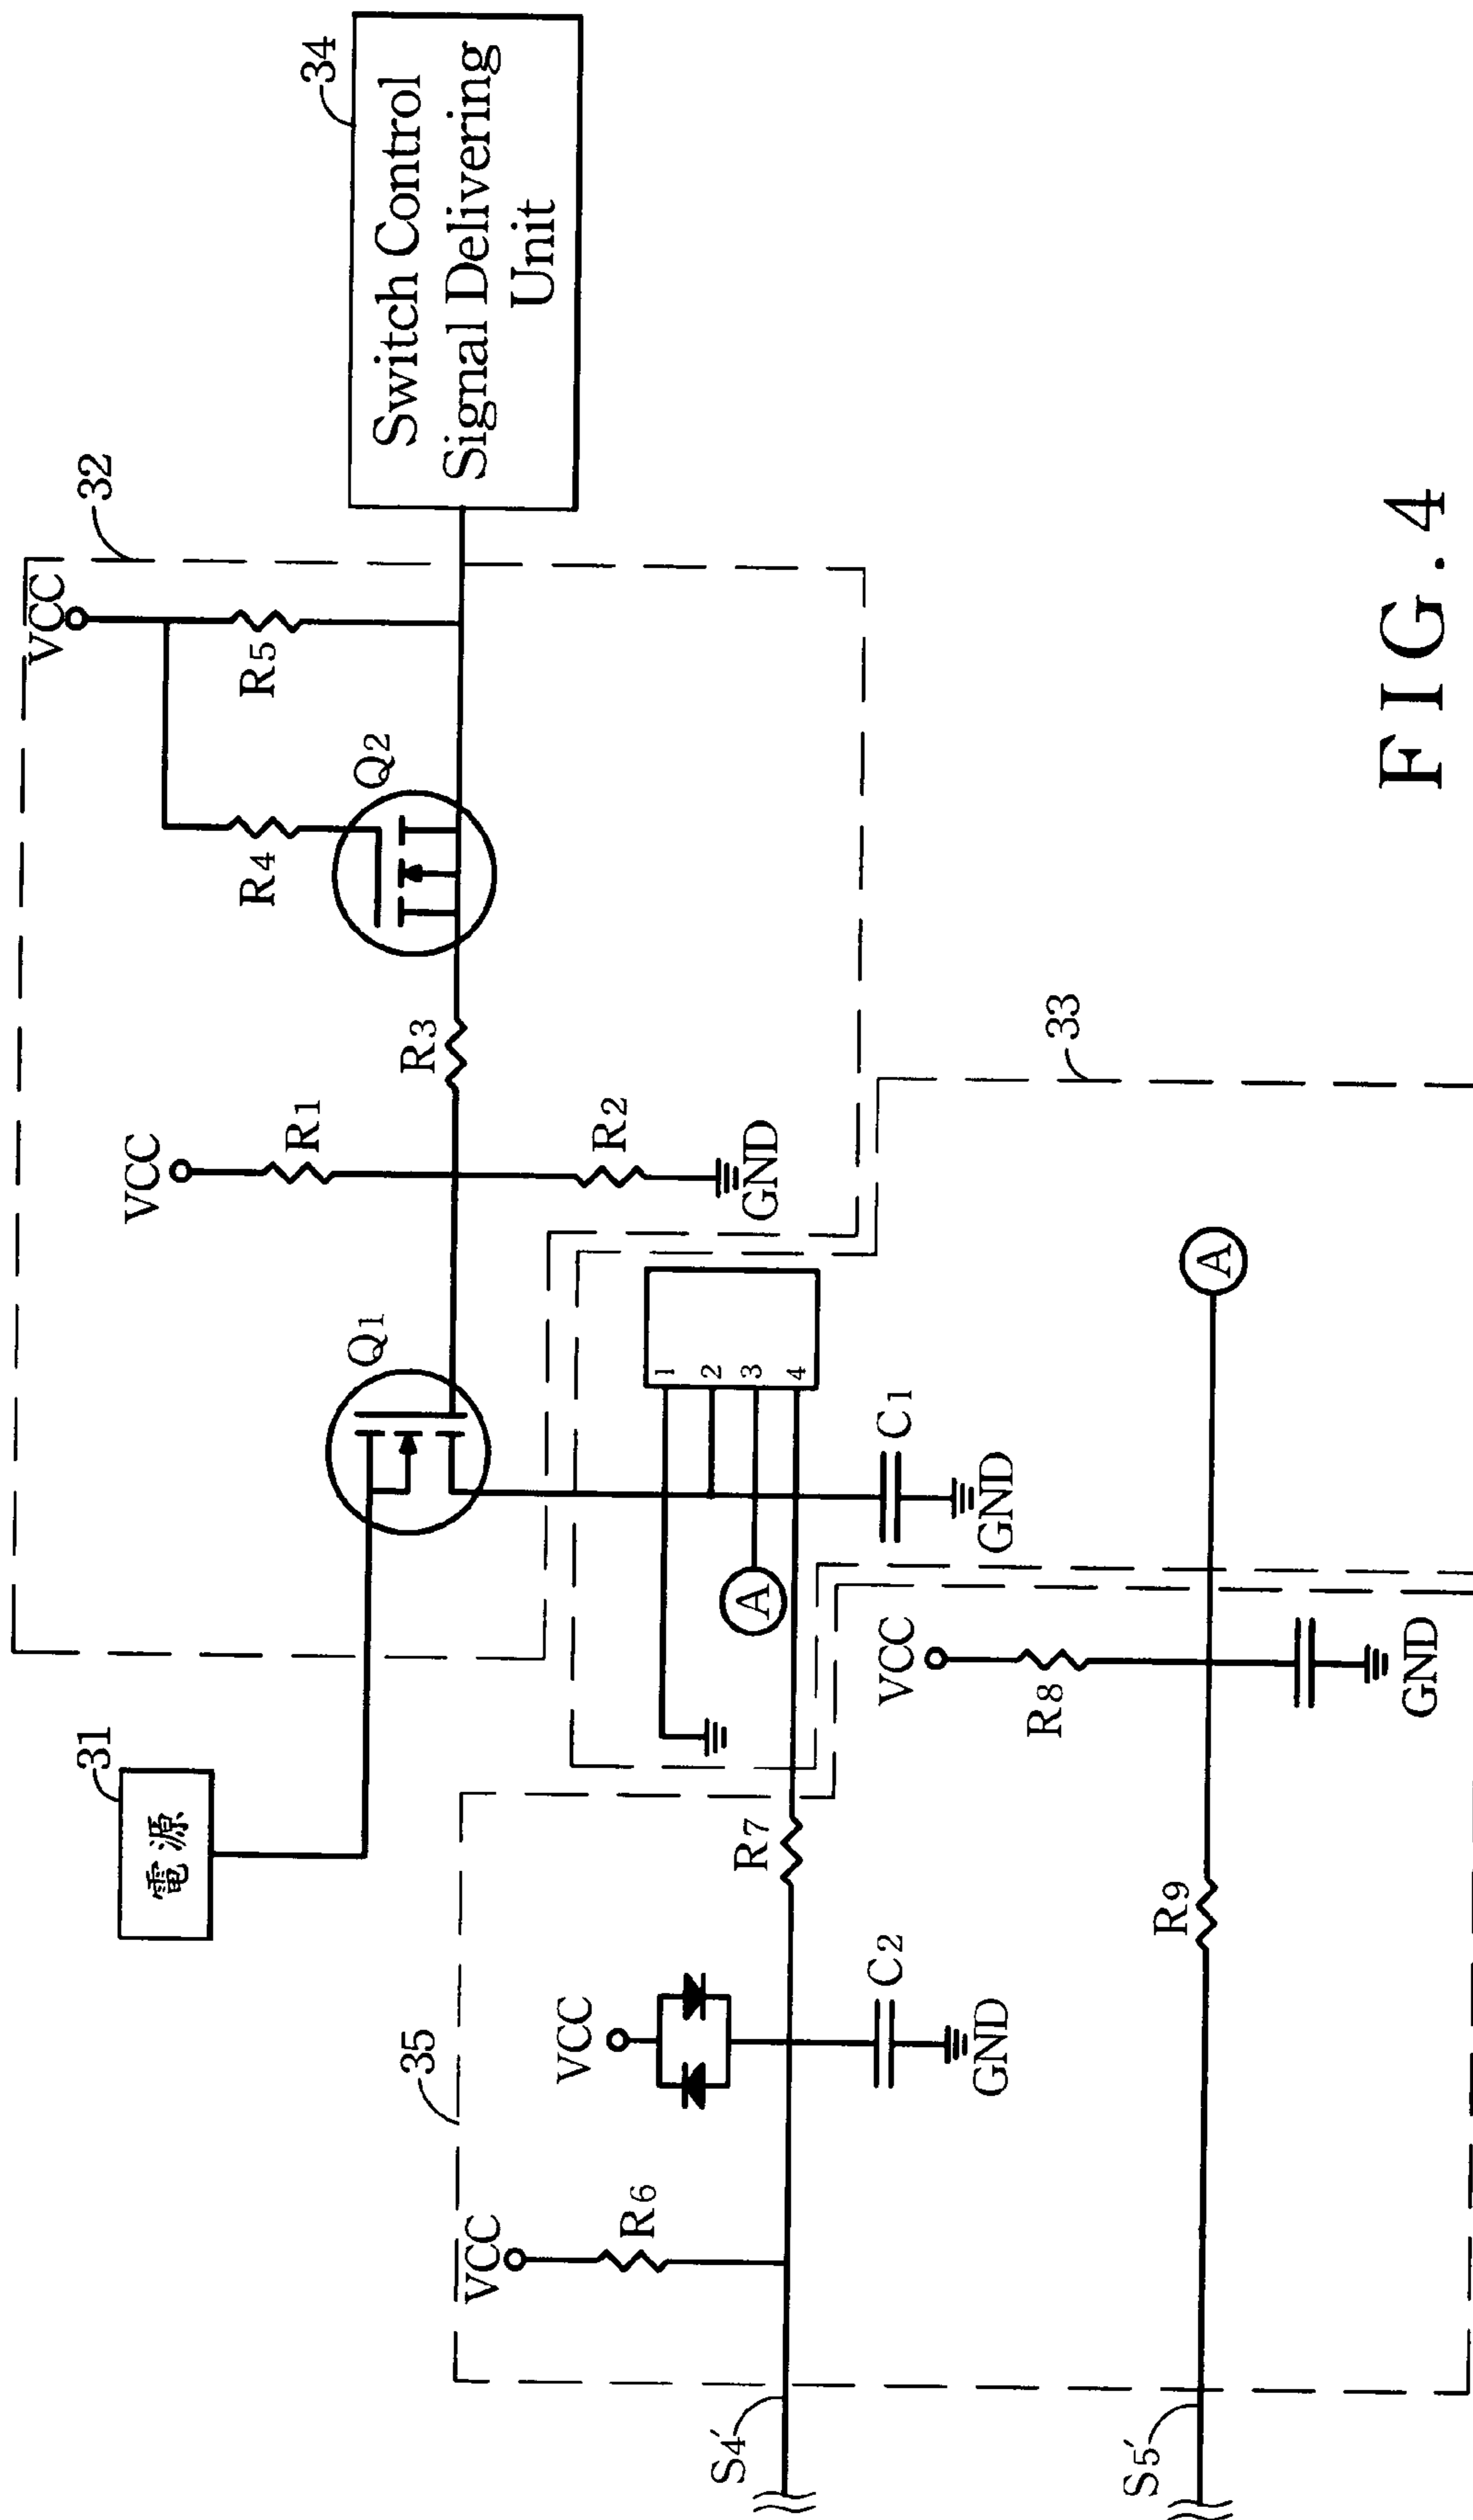 31
電源
Q1
VCC
R1
R2
GND
R3
Q2
R4
R5
VCC
32
34
Switch Control
Signal Delivering
Unit
1
2
3
4
A
C1
GND
33
35
VCC
R6
VCC
C2
GND
R7
S4'
VCC
R8
GND
R9
A
S5'
FIG.4